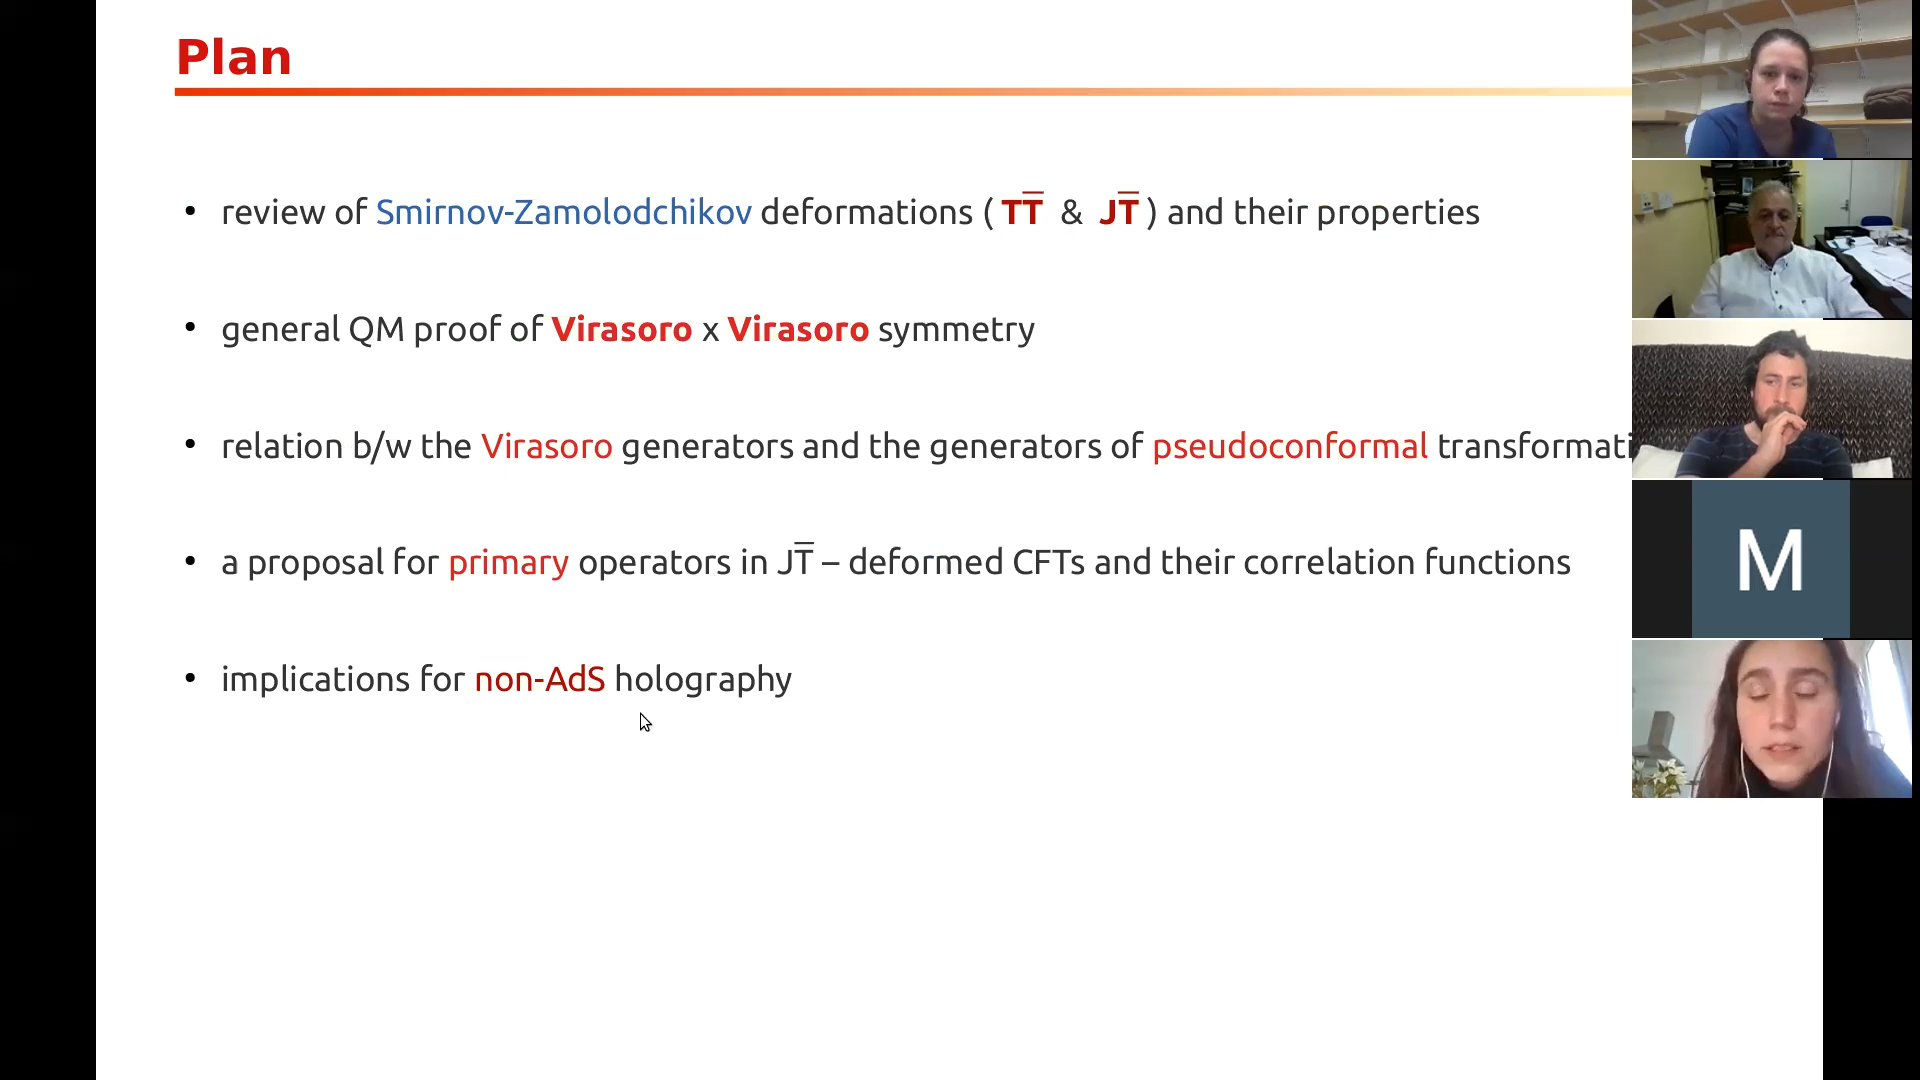 Plan
• review of Smirnov-Zamolodchikov deformations ( TT̅ & JT̅ ) and their properties
• general QM proof of Virasoro x Virasoro symmetry
• relation b/w the Virasoro generators and the generators of pseudoconformal transformati
• a proposal for primary operators in JT̅ – deformed CFTs and their correlation functions
• implications for non-AdS holography
M